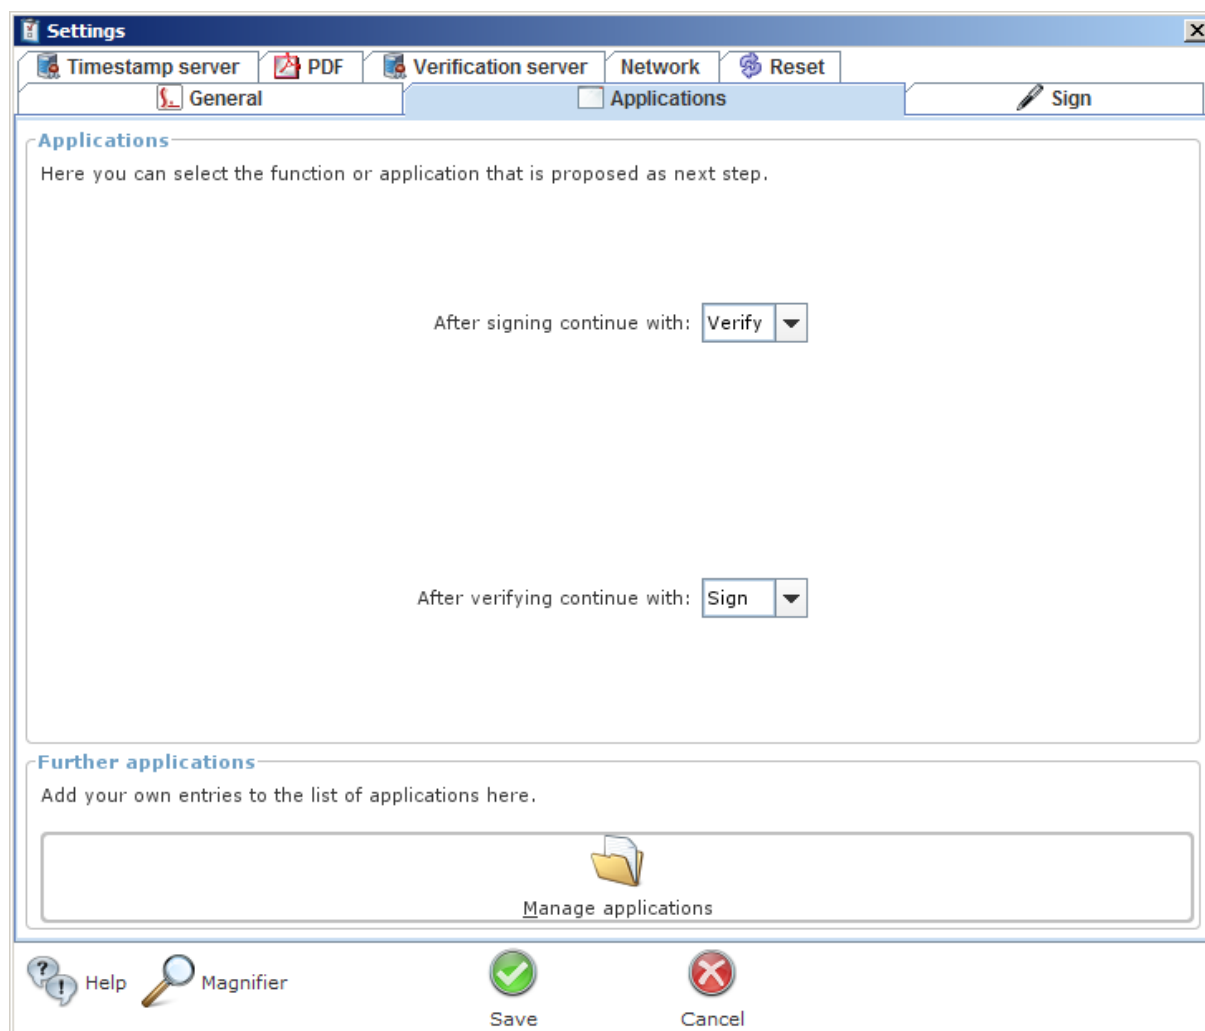 Settings
Timestamp server PDF Verification server Network Reset
General Applications Sign
Applications
Here you can select the function or application that is proposed as next step.
After signing continue with: Verify
After verifying continue with: Sign
Further applications
Add your own entries to the list of applications here.
Manage applications
Help Magnifier
Save Cancel